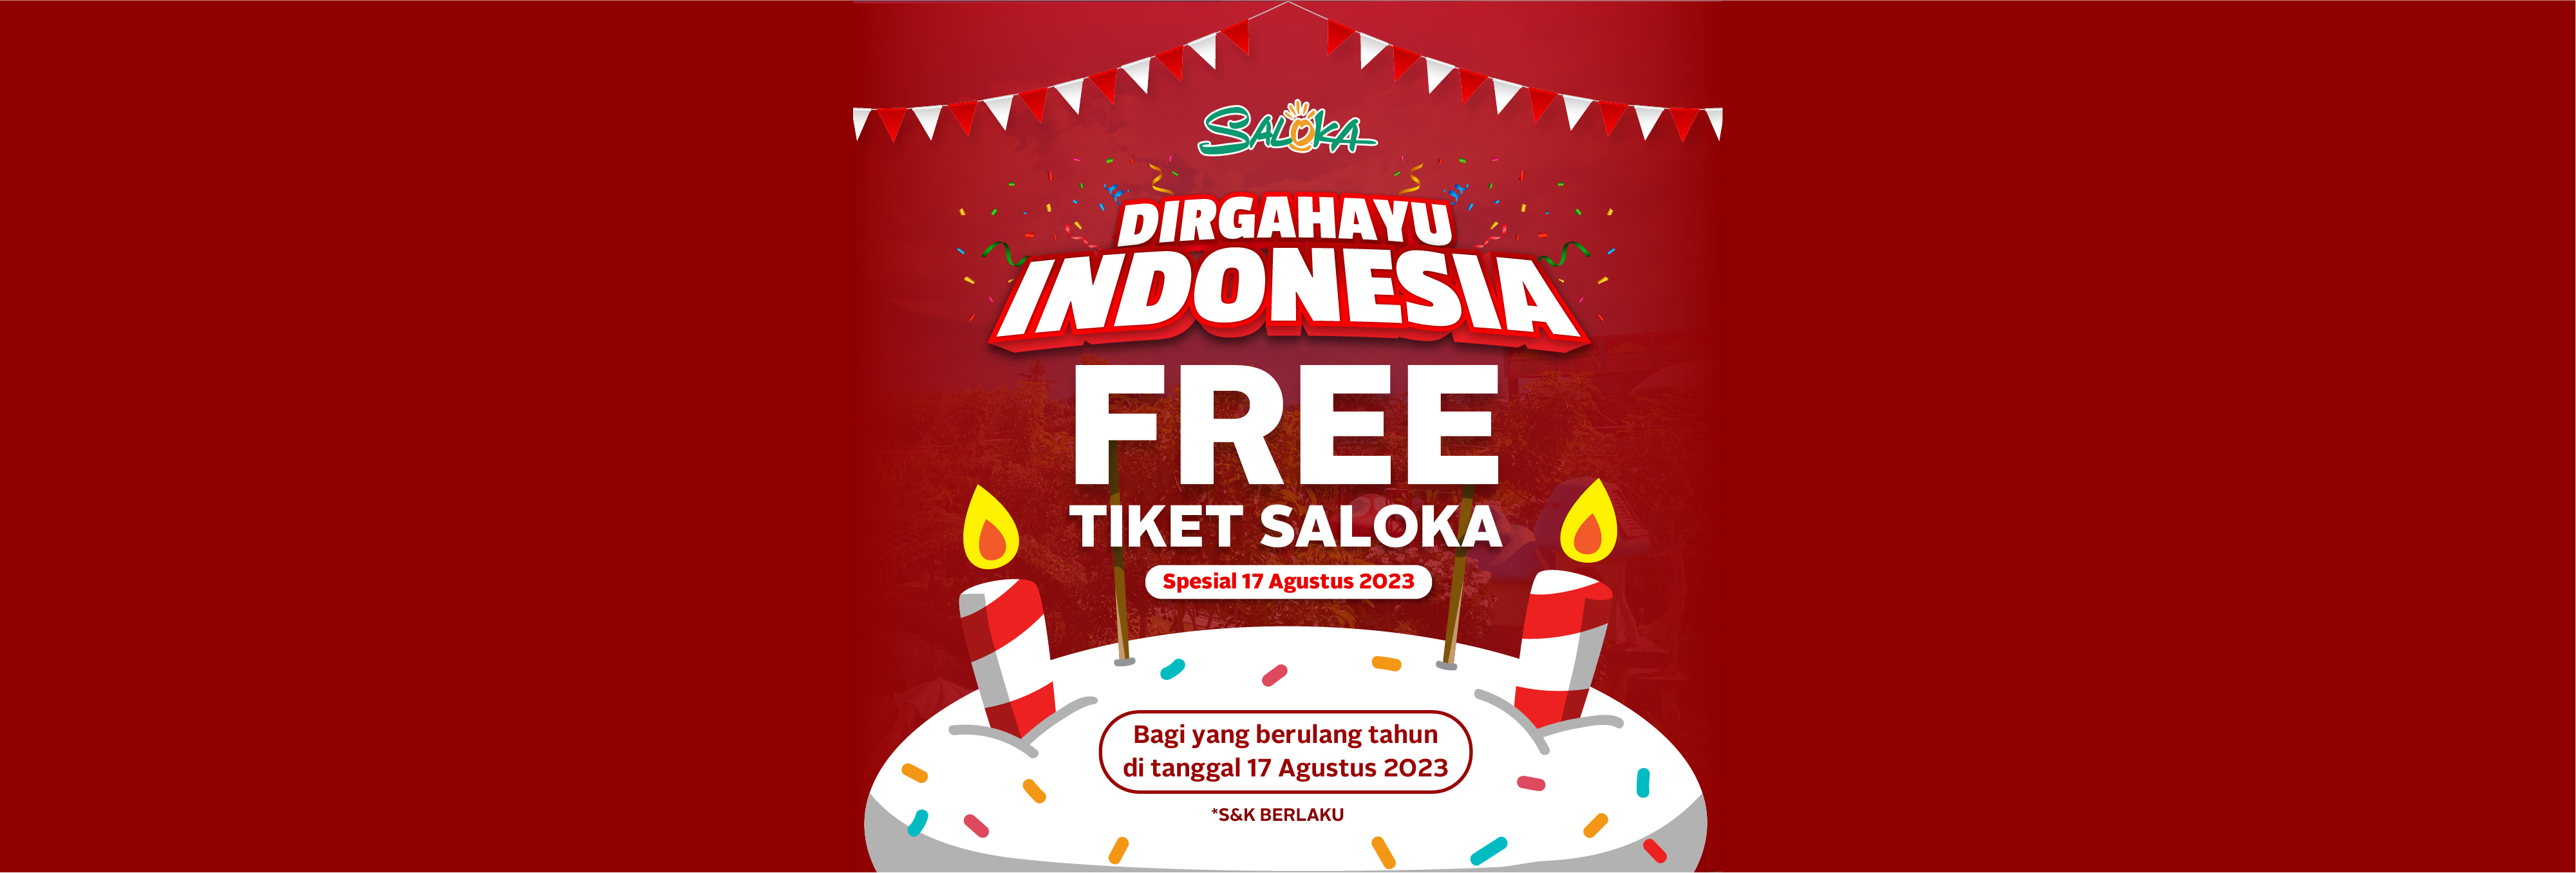 SALOKA
DIRGAHAYU
INDONESIA
FREE
TIKET SALOKA
Spesial 17 Agustus 2023
Bagi yang berulang tahun
di tanggal 17 Agustus 2023
*S&K BERLAKU